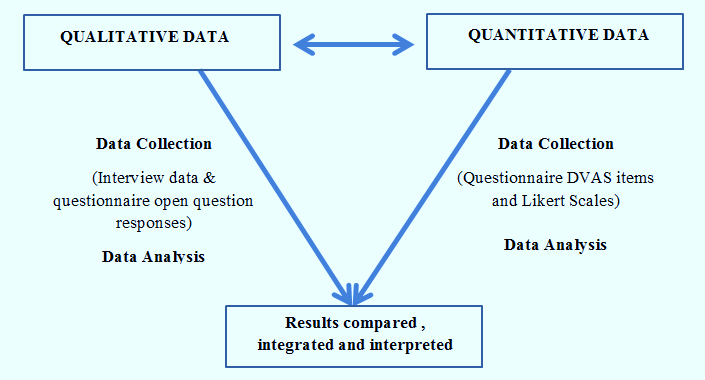 QUALITATIVE DATA
QUANTITATIVE DATA
Data Collection
(Interview data &
questionnaire open question
responses)
Data Analysis
Data Collection
(Questionnaire DVAS items
and Likert Scales)
Data Analysis
Results compared ,
integrated and interpreted